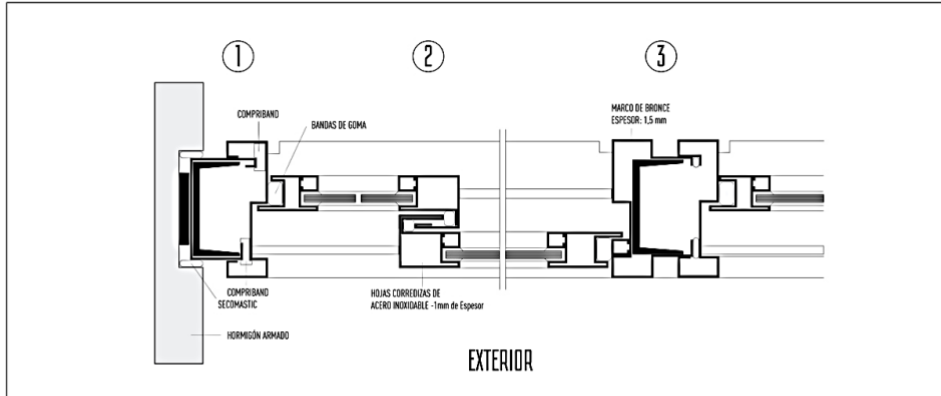 1
2
3
COMPRIBAND
BANDAS DE GOMA
MARCO DE BRONCE
ESPESOR: 1,5 mm
COMPRIBAND
SECOMASTIC
HOJAS CORREDIZAS DE
ACERO INOXIDABLE -1mm de Espesor
HORMIGÓN ARMADO
EXTERIOR